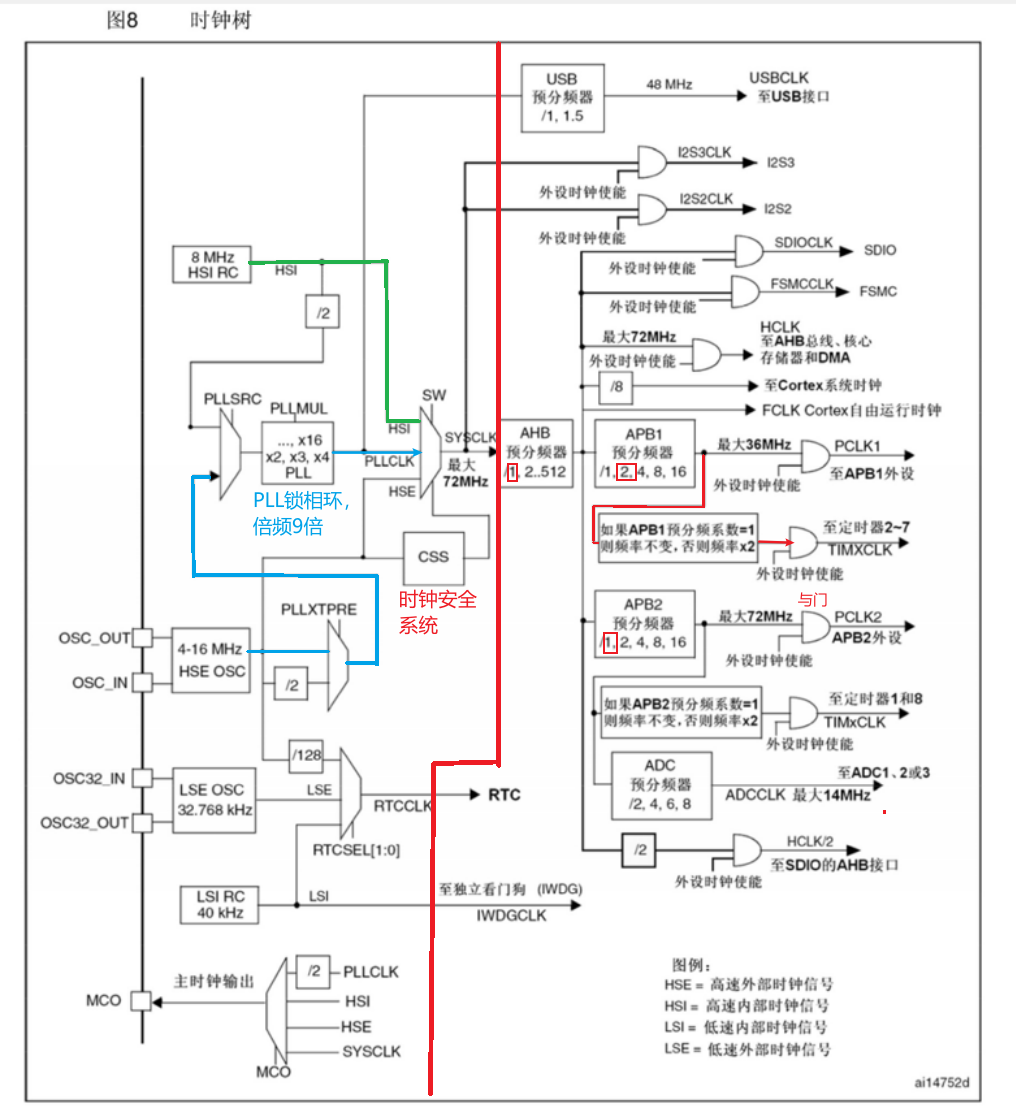 图8 时钟树
USB
预分频器
/1, 1.5
48 MHz
USBCLK
至USB接口
I2S3CLK
I2S3
外设时钟使能
I2S2CLK
I2S2
外设时钟使能
8 MHz
HSI RC
HSI
/2
SDIOCLK
SDIO
外设时钟使能
FSMCCLK
FSMC
外设时钟使能
最大72MHz
外设时钟使能
HCLK
至AHB总线、核心
存储器和DMA
/8
至Cortex系统时钟
FCLK Cortex自由运行时钟
PLLSRC
PLLMUL
..., x16
x2, x3, x4
PLL
SW
HSI
PLLCLK
HSE
SYSCLK
最大
72MHz
PLL锁相环，
倍频9倍
AHB
预分频器
/1, 2..512
APB1
预分频器
/1, 2, 4, 8, 16
最大36MHz
PCLK1
至APB1外设
外设时钟使能
如果APB1预分频系数=1
则频率不变，否则频率x2
至定时器2~7
TIMXCLK
外设时钟使能
CSS
时钟安全
系统
PLLXTPRE
OSC_OUT
OSC_IN
4-16 MHz
HSE OSC
/2
APB2
预分频器
/1, 2, 4, 8, 16
最大72MHz
与门
PCLK2
APB2外设
外设时钟使能
如果APB2预分频系数=1
则频率不变，否则频率x2
至定时器1和8
TIMxCLK
外设时钟使能
/128
OSC32_IN
OSC32_OUT
LSE OSC
32.768 kHz
LSE
RTCCLK
RTC
RTCSEL[1:0]
ADC
预分频器
/2, 4, 6, 8
至ADC1、2或3
ADCCLK 最大14MHz
/2
HCLK/2
至SDIO的AHB接口
外设时钟使能
LSI RC
40 kHz
LSI
至独立看门狗 (IWDG)
IWDGCLK
主时钟输出
MCO
/2
PLLCLK
HSI
HSE
SYSCLK
MCO
图例：
HSE = 高速外部时钟信号
HSI = 高速内部时钟信号
LSI = 低速内部时钟信号
LSE = 低速外部时钟信号
ai14752d